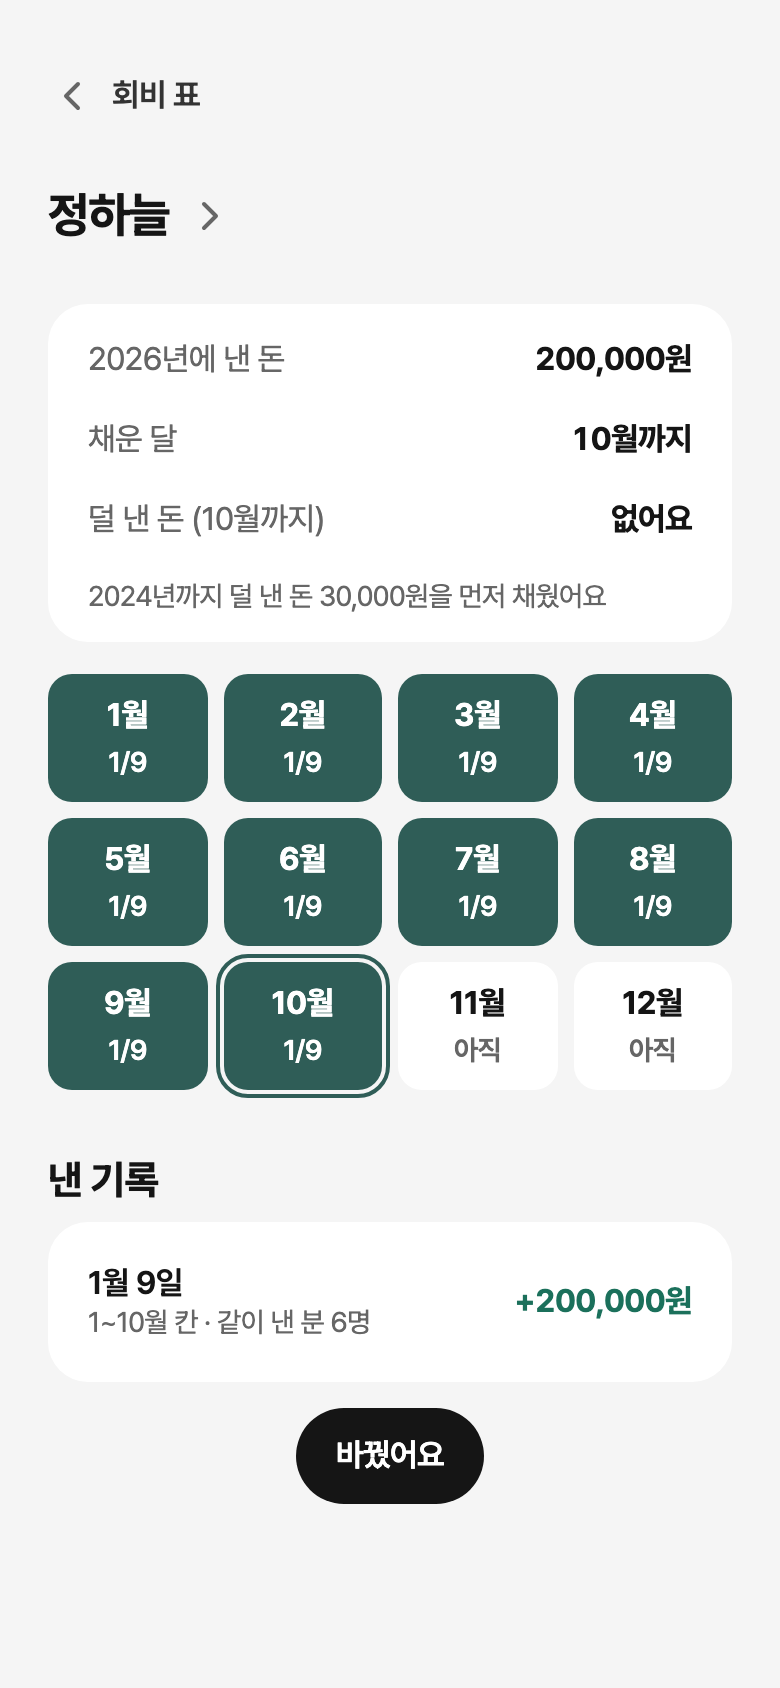 회비 표
정하늘
2026년에 낸 돈 200,000원
채운 달 10월까지
덜 낸 돈 (10월까지) 없어요
2024년까지 덜 낸 돈 30,000원을 먼저 채웠어요
1월 2월 3월 4월
1/9 1/9 1/9 1/9
5월 6월 7월 8월
1/9 1/9 1/9 1/9
9월 10월 11월 12월
1/9 1/9 아직 아직
낸 기록
1월 9일
1~10월 칸 · 같이 낸 분 6명
+200,000원
바꿨어요